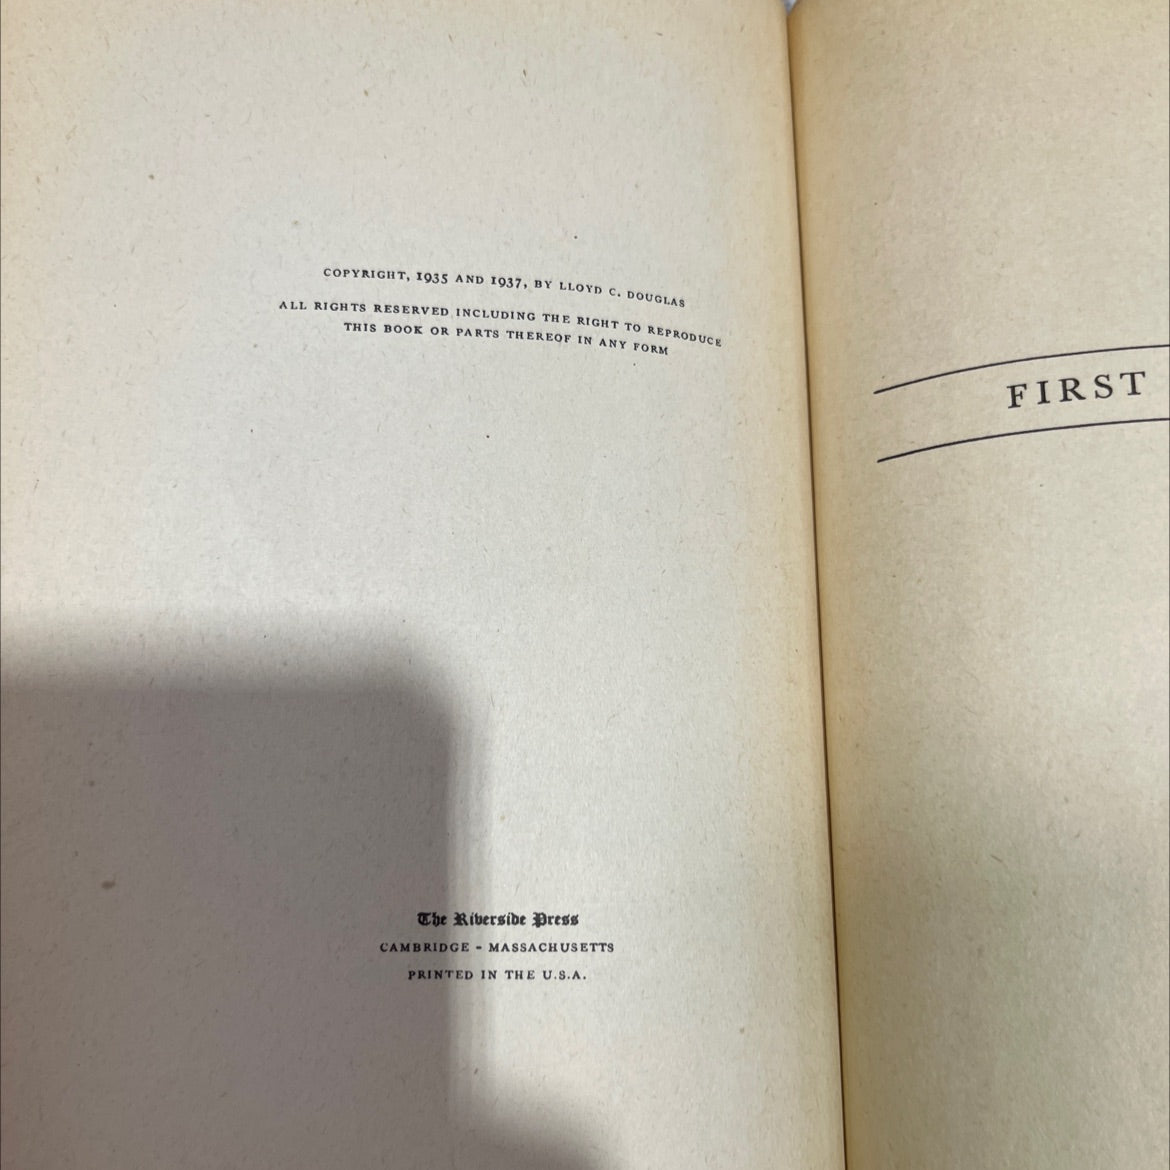 COPYRIGHT, 1935 AND 1937, BY LLOYD C. DOUGLAS
ALL RIGHTS RESERVED INCLUDING THE RIGHT TO REPRODUCE
THIS BOOK OR PARTS THEREOF IN ANY FORM
The Riverside Press
CAMBRIDGE - MASSACHUSETTS
PRINTED IN THE U.S.A.
FIRST